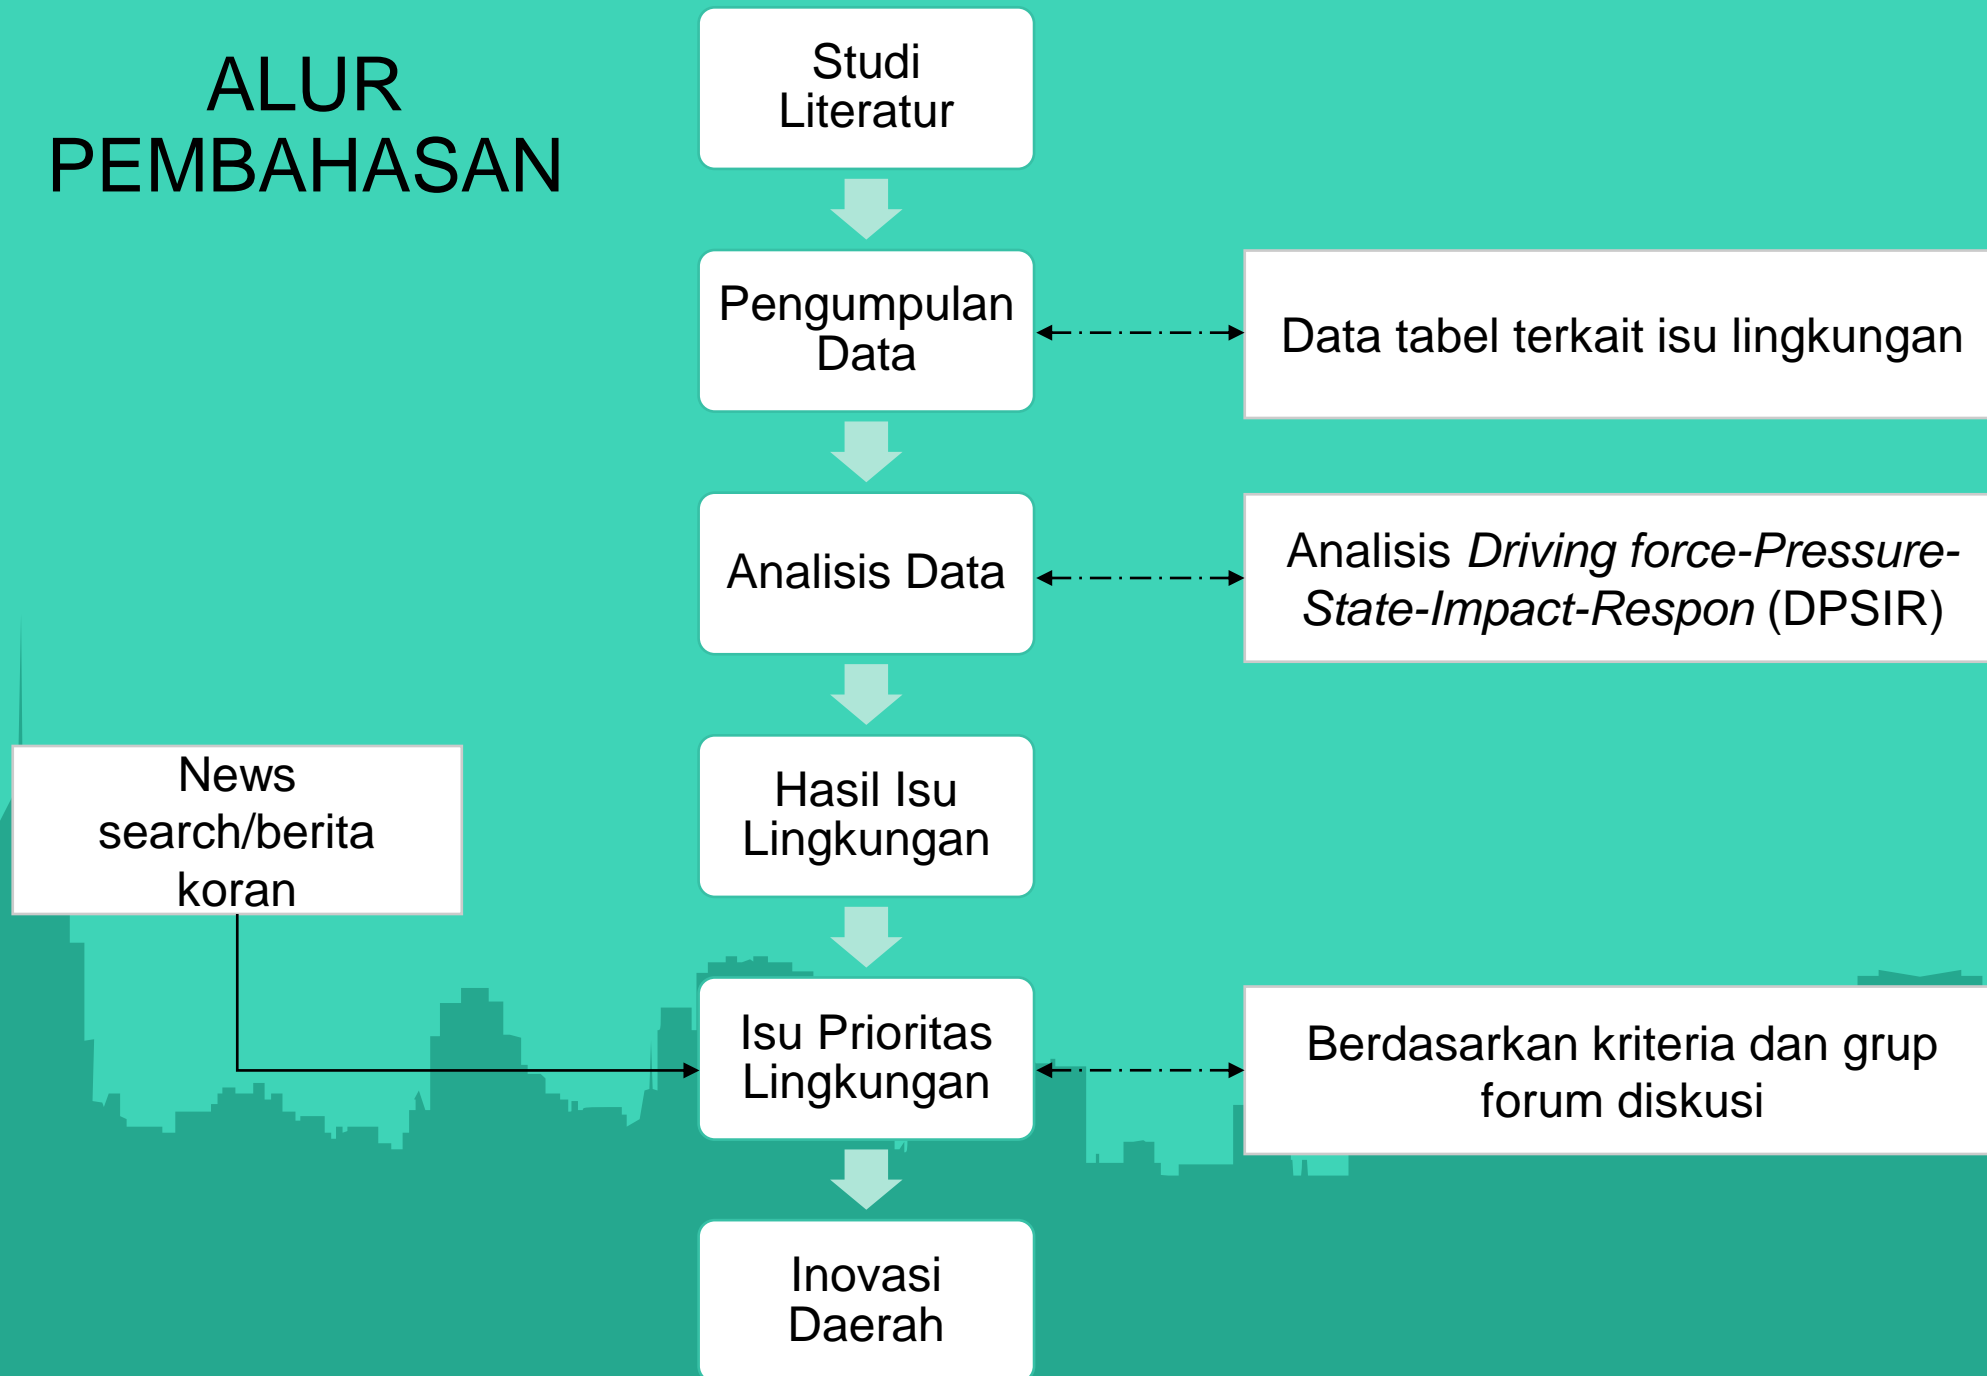 ALUR
PEMBAHASAN
Studi
Literatur
Pengumpulan
Data
Data tabel terkait isu lingkungan
Analisis Data
Analisis Driving force-Pressure-
State-Impact-Respon (DPSIR)
Hasil Isu
Lingkungan
News
search/berita
koran
Isu Prioritas
Lingkungan
Berdasarkan kriteria dan grup
forum diskusi
Inovasi
Daerah